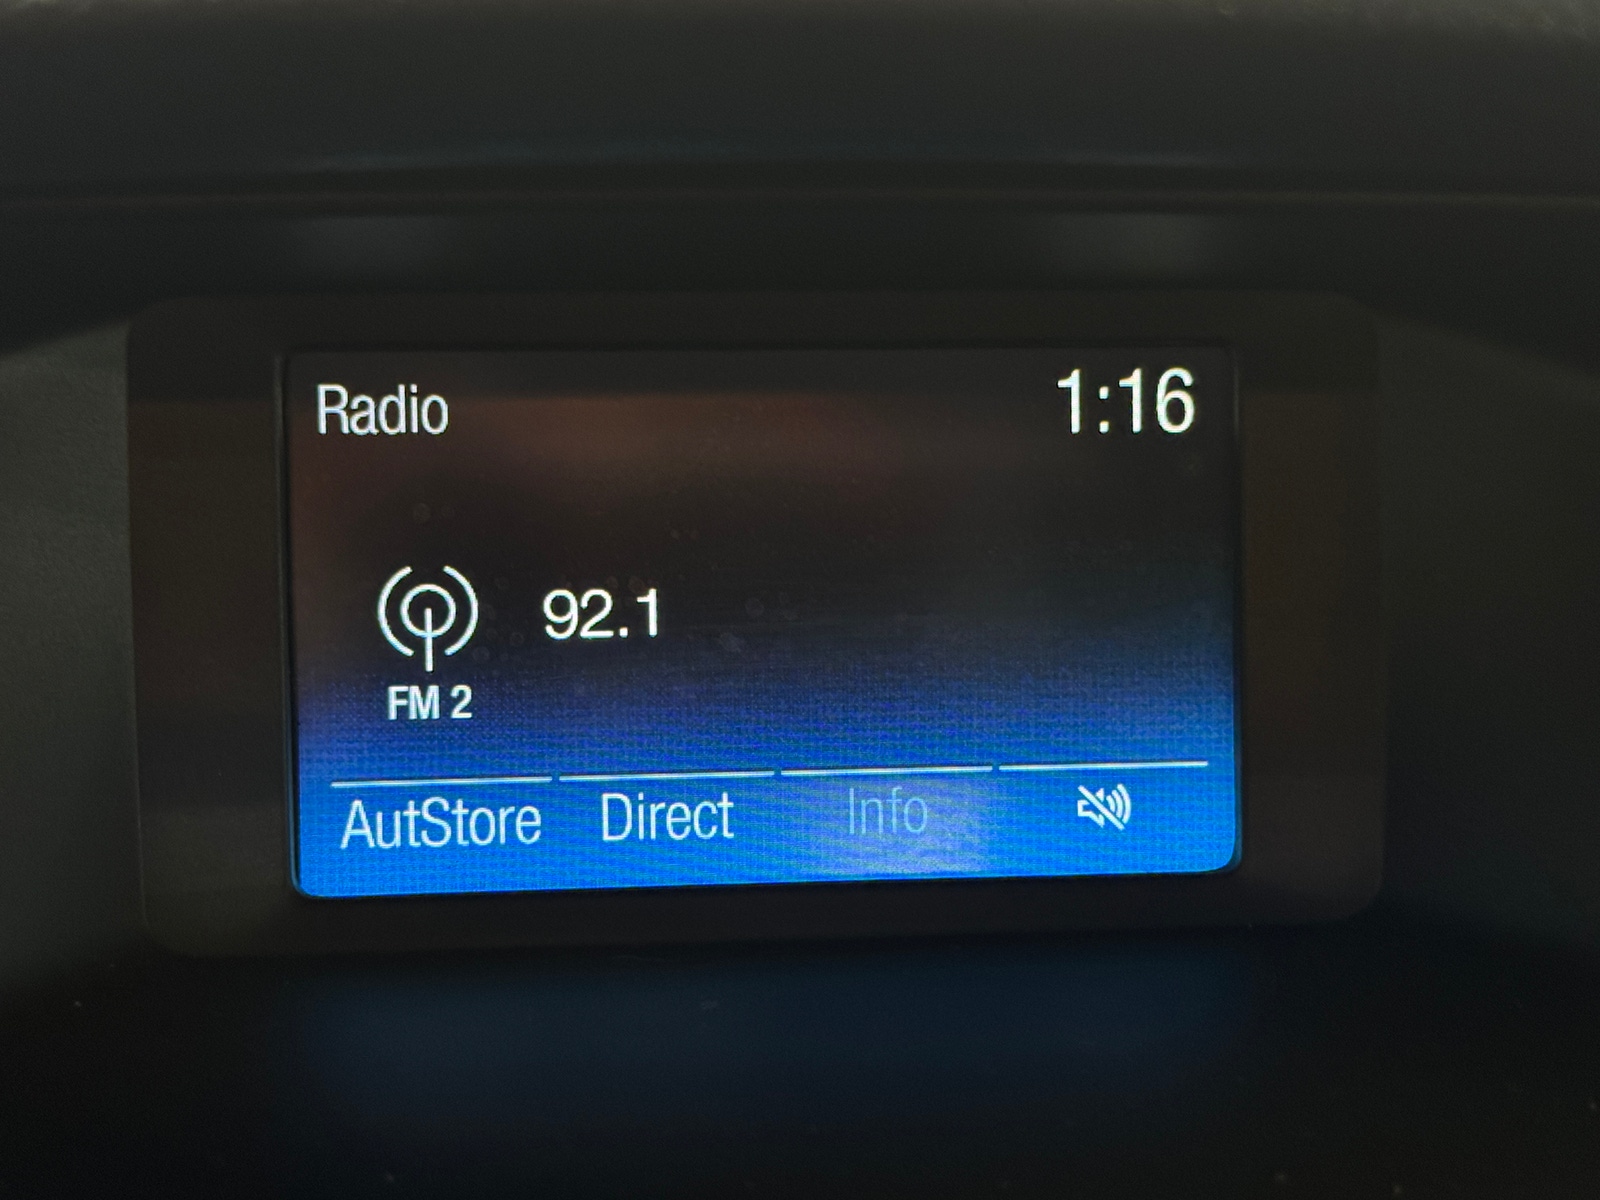 Radio 1:16
92.1
FM 2
AutStore Direct Info